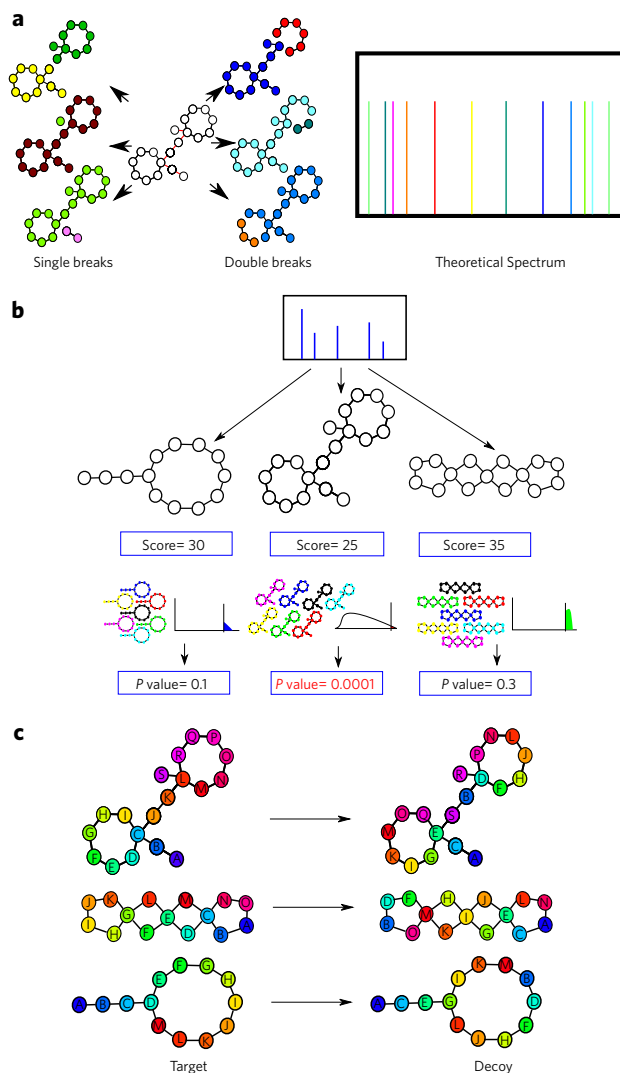 a
Single breaks
Double breaks
Theoretical Spectrum
b
Score= 30
Score= 25
Score= 35
P value= 0.1
P value= 0.0001
P value= 0.3
c
Q P
R O
S L M N
K
H I J
G C B
F E D A
N L
P J
R D F H
B
O Q S
M E C
K I G A
J K L M N O
G E C
I H F D B A
D F H J L N
M I E
B O K G C A
F G
E H
A B C D I
M L K J
K M
I B
A C E G D
L J H F
Target
Decoy